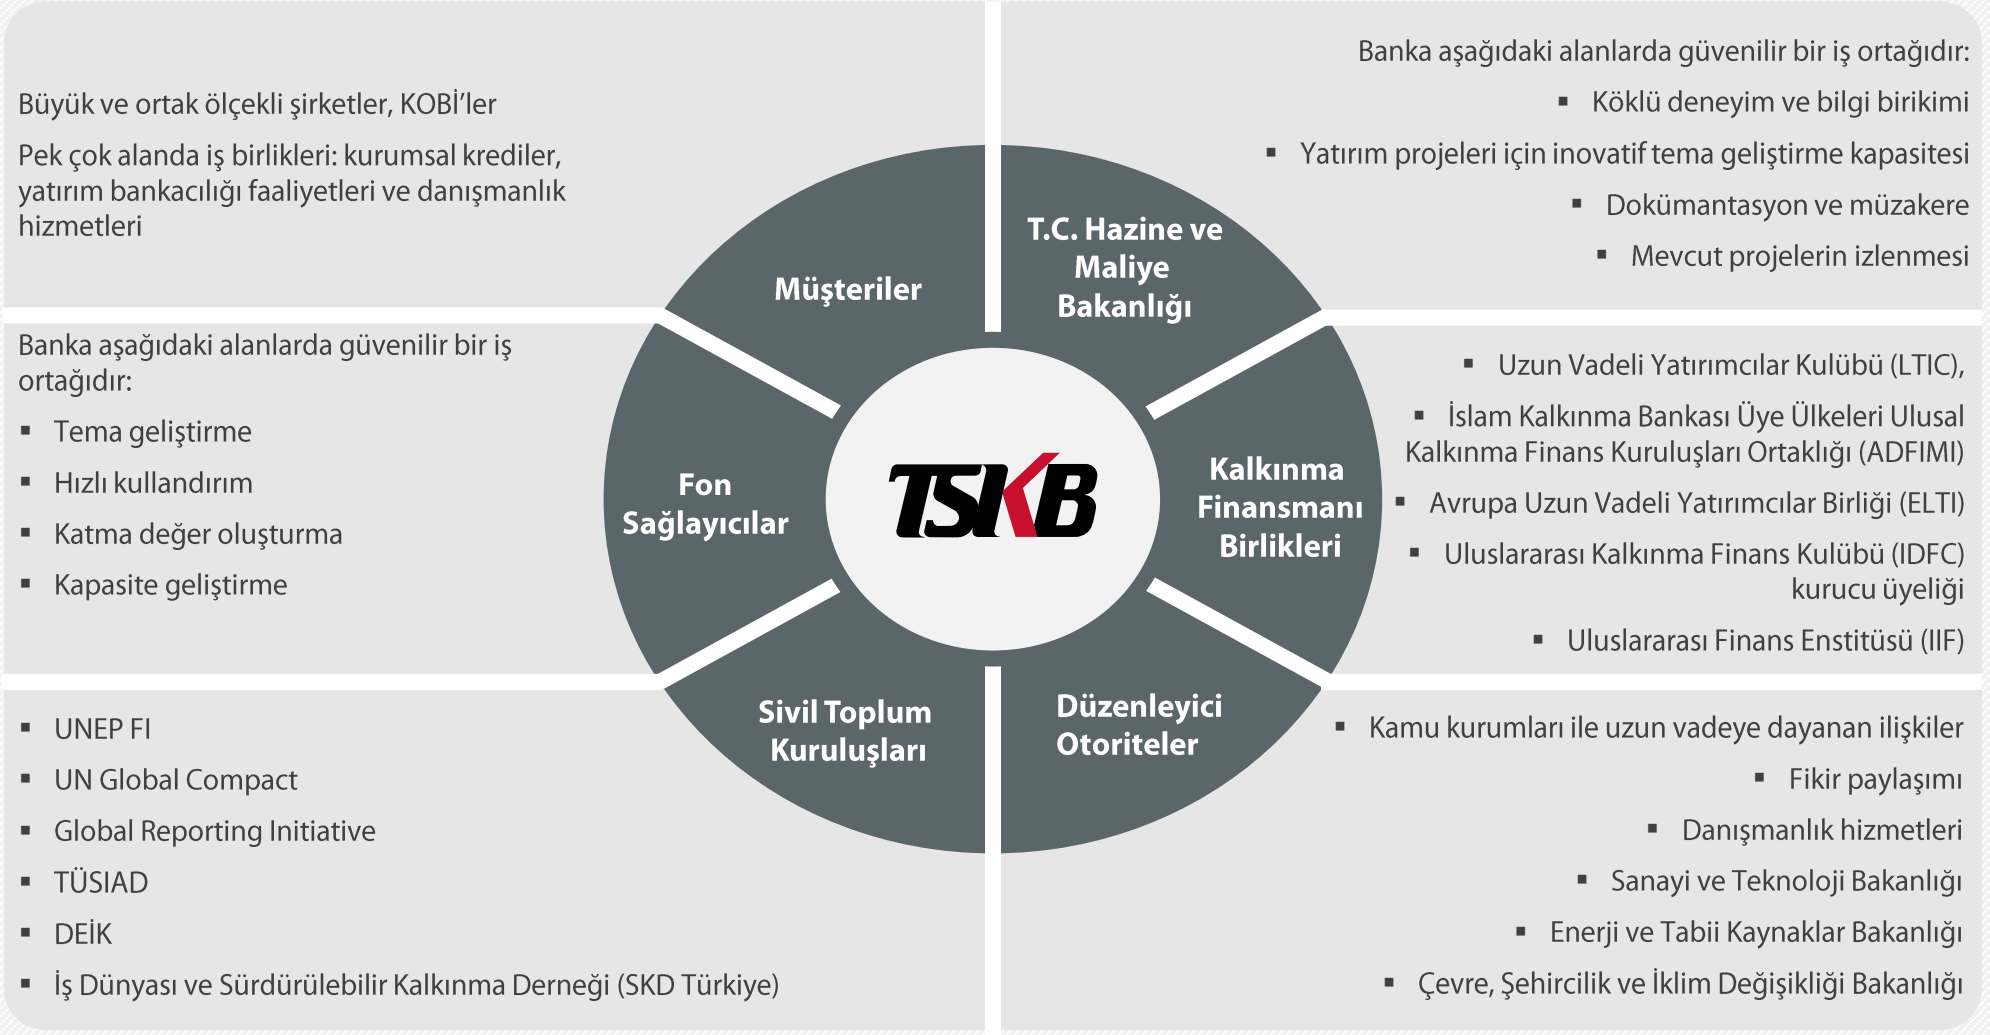 Büyük ve ortak ölçekli şirketler, KOBİ’ler
Pek çok alanda iş birlikleri: kurumsal krediler,
yatırım bankacılığı faaliyetleri ve danışmanlık
hizmetleri
Müşteriler
Banka aşağıdaki alanlarda güvenilir bir iş ortağıdır:
▪ Köklü deneyim ve bilgi birikimi
▪ Yatırım projeleri için inovatif tema geliştirme kapasitesi
▪ Dokümantasyon ve müzakere
▪ Mevcut projelerin izlenmesi
T.C. Hazine ve
Maliye
Bakanlığı
Banka aşağıdaki alanlarda güvenilir bir iş
ortağıdır:
▪ Tema geliştirme
▪ Hızlı kullandırım
▪ Katma değer oluşturma
▪ Kapasite geliştirme
Fon
Sağlayıcılar
TSKB
Kalkınma
Finansmanı
Birlikleri
▪ Uzun Vadeli Yatırımcılar Kulübü (LTIC),
▪ İslam Kalkınma Bankası Üye Ülkeleri Ulusal
Kalkınma Finans Kuruluşları Ortaklığı (ADFIMI)
▪ Avrupa Uzun Vadeli Yatırımcılar Birliği (ELTI)
▪ Uluslararası Kalkınma Finans Kulübü (IDFC)
kurucu üyeliği
▪ Uluslararası Finans Enstitüsü (IIF)
Sivil Toplum
Kuruluşları
▪ UNEP FI
▪ UN Global Compact
▪ Global Reporting Initiative
▪ TÜSIAD
▪ DEİK
▪ İş Dünyası ve Sürdürülebilir Kalkınma Derneği (SKD Türkiye)
Düzenleyici
Otoriteler
▪ Kamu kurumları ile uzun vadeye dayanan ilişkiler
▪ Fikir paylaşımı
▪ Danışmanlık hizmetleri
▪ Sanayi ve Teknoloji Bakanlığı
▪ Enerji ve Tabii Kaynaklar Bakanlığı
▪ Çevre, Şehircilik ve İklim Değişikliği Bakanlığı